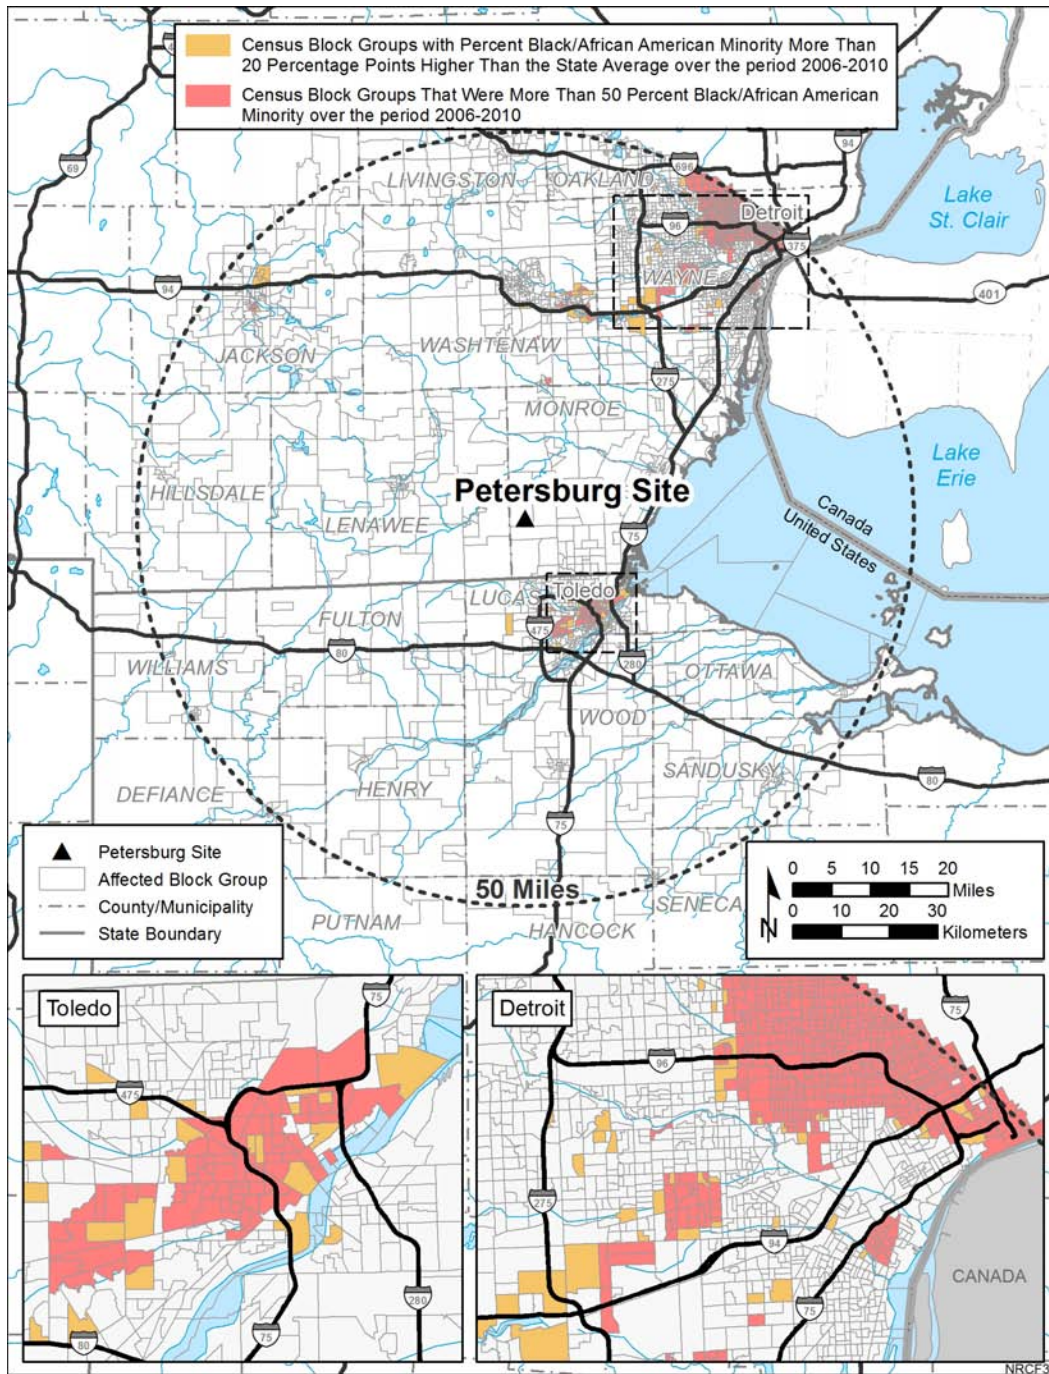 Census Block Groups with Percent Black/African American Minority More Than
20 Percentage Points Higher Than the State Average over the period 2006-2010
Census Block Groups That Were More Than 50 Percent Black/African American
Minority over the period 2006-2010
69
94
696
LIVINGSTON
OAKLAND
Lake
St. Clair
Detroit
96
375
94
WAYNE
401
JACKSON
WASHTENAW
275
MONROE
Lake
Erie
HILLSDALE
Petersburg Site
LENAWEE
Canada
United States
75
LUCAS
Toledo
FULTON
475
80
WILLIAMS
280
OTTAWA
WOOD
SANDUSKY
80
DEFIANCE
HENRY
75
50 Miles
SENECA
PUTNAM
HANCOCK
Petersburg Site
Affected Block Group
County/Municipality
State Boundary
0 5 10 15 20
Miles
0 10 20 30
Kilometers
N
Toledo
75
475
280
75
80
Detroit
75
96
275
94
75
CANADA
NRCF3